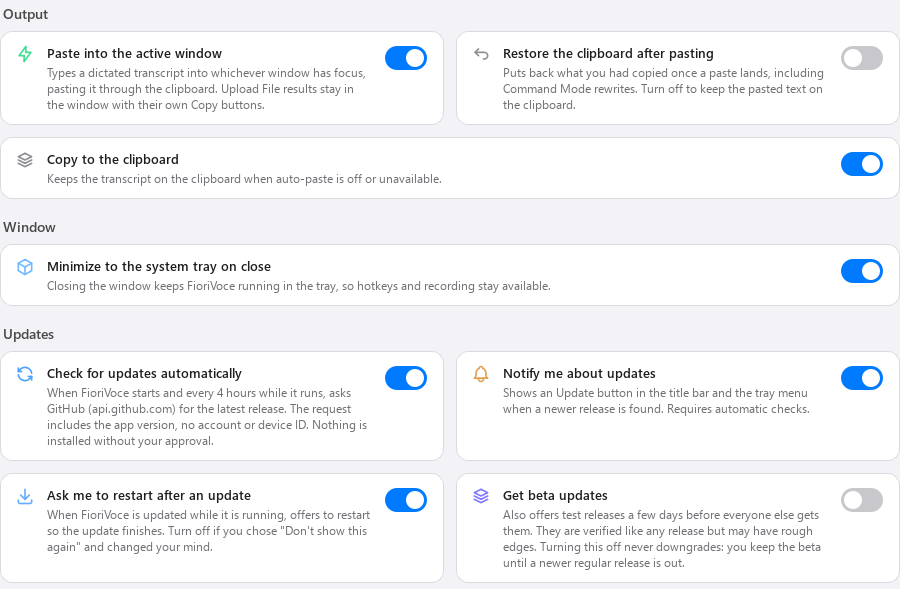 Output
Paste into the active window
Types a dictated transcript into whichever window has focus,
pasting it through the clipboard. Upload File results stay in
the window with their own Copy buttons.
Restore the clipboard after pasting
Puts back what you had copied once a paste lands, including
Command Mode rewrites. Turn off to keep the pasted text on
the clipboard.
Copy to the clipboard
Keeps the transcript on the clipboard when auto-paste is off or unavailable.
Window
Minimize to the system tray on close
Closing the window keeps FioriVoce running in the tray, so hotkeys and recording stay available.
Updates
Check for updates automatically
When FioriVoce starts and every 4 hours while it runs, asks
GitHub (api.github.com) for the latest release. The request
includes the app version, no account or device ID. Nothing is
installed without your approval.
Notify me about updates
Shows an Update button in the title bar and the tray menu
when a newer release is found. Requires automatic checks.
Ask me to restart after an update
When FioriVoce is updated while it is running, offers to restart
so the update finishes. Turn off if you chose "Don't show this
again" and changed your mind.
Get beta updates
Also offers test releases a few days before everyone else gets
them. They are verified like any release but may have rough
edges. Turning this off never downgrades: you keep the beta
until a newer regular release is out.